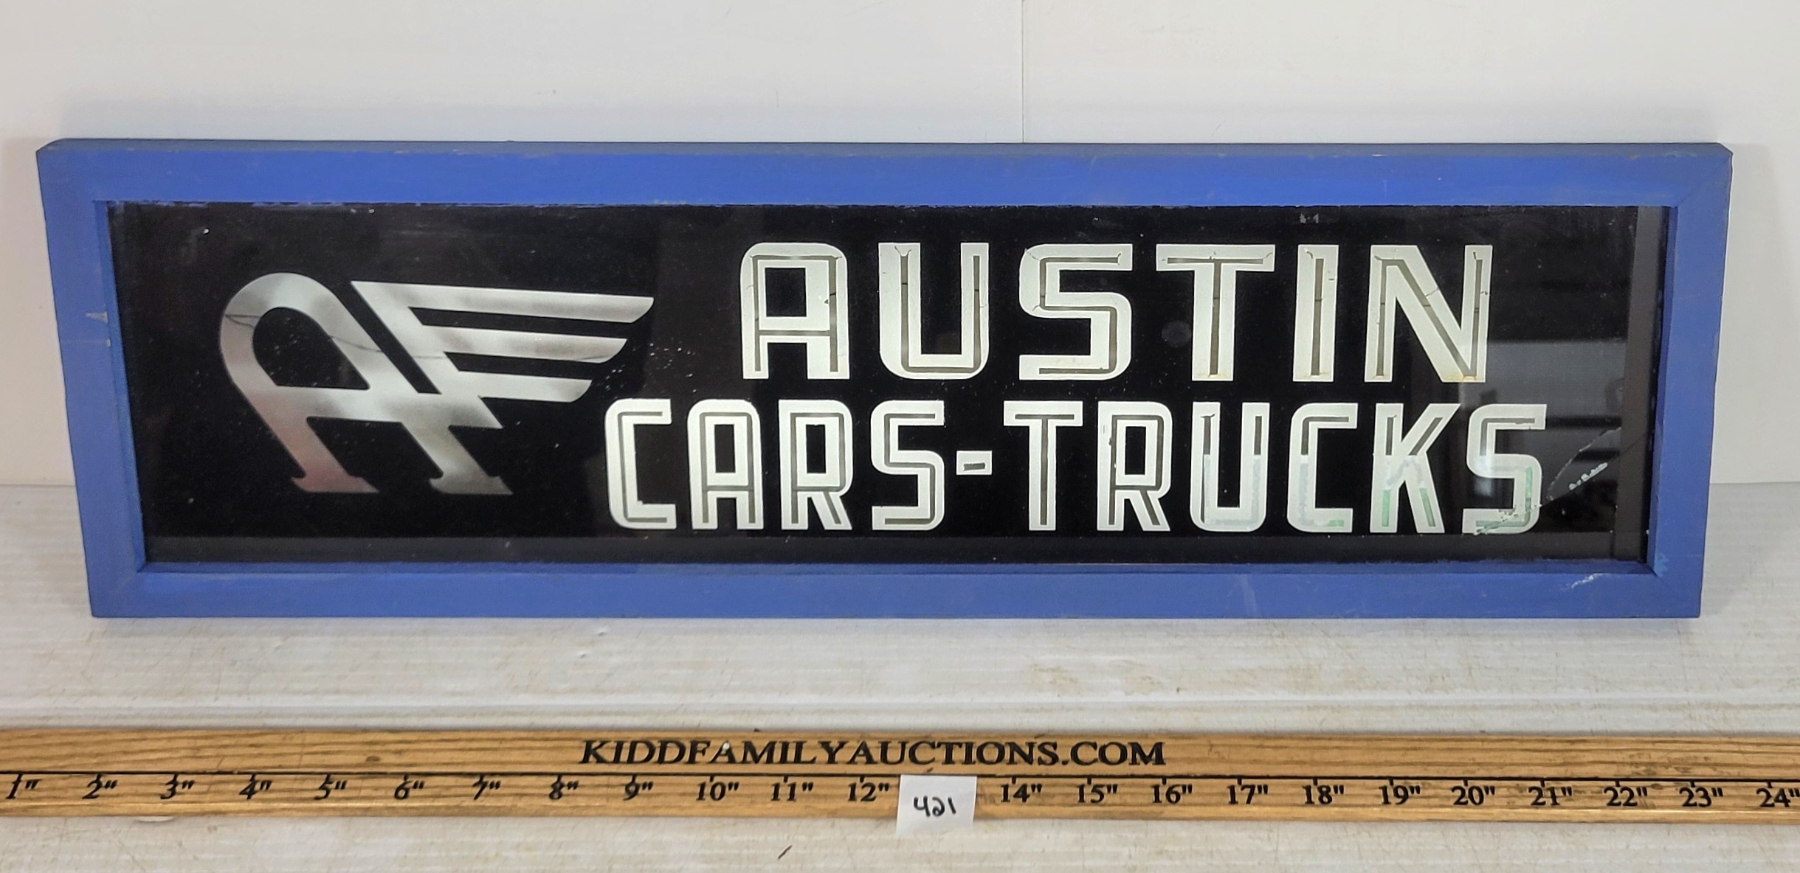 A
AUSTIN
CARS-TRUCKS
KIDDFAMILYAUCTIONS.COM
1" 2" 3" 4" 5" 6" 7" 8" 9" 10" 11" 12" 14" 15" 16" 17" 18" 19" 20" 21" 22" 23" 24"
421